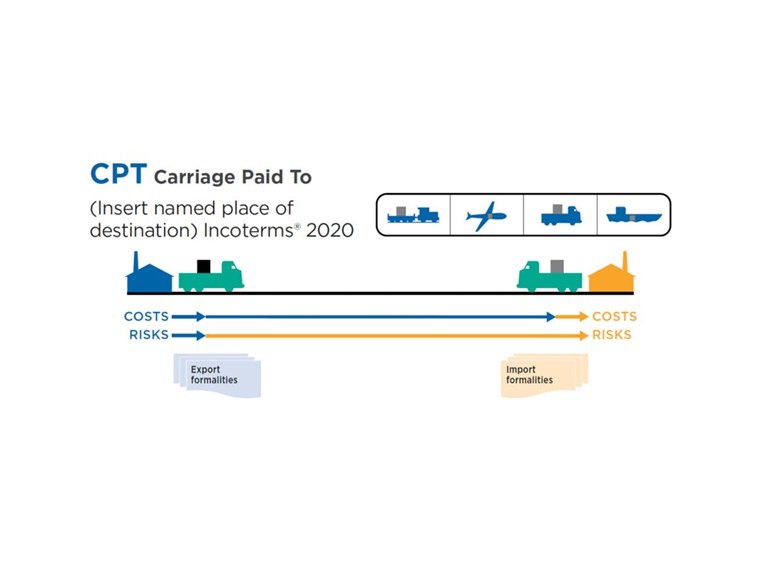 CPT Carriage Paid To
(Insert named place of
destination) Incoterms® 2020
COSTS COSTS
RISKS RISKS
Export
formalities
Import
formalities